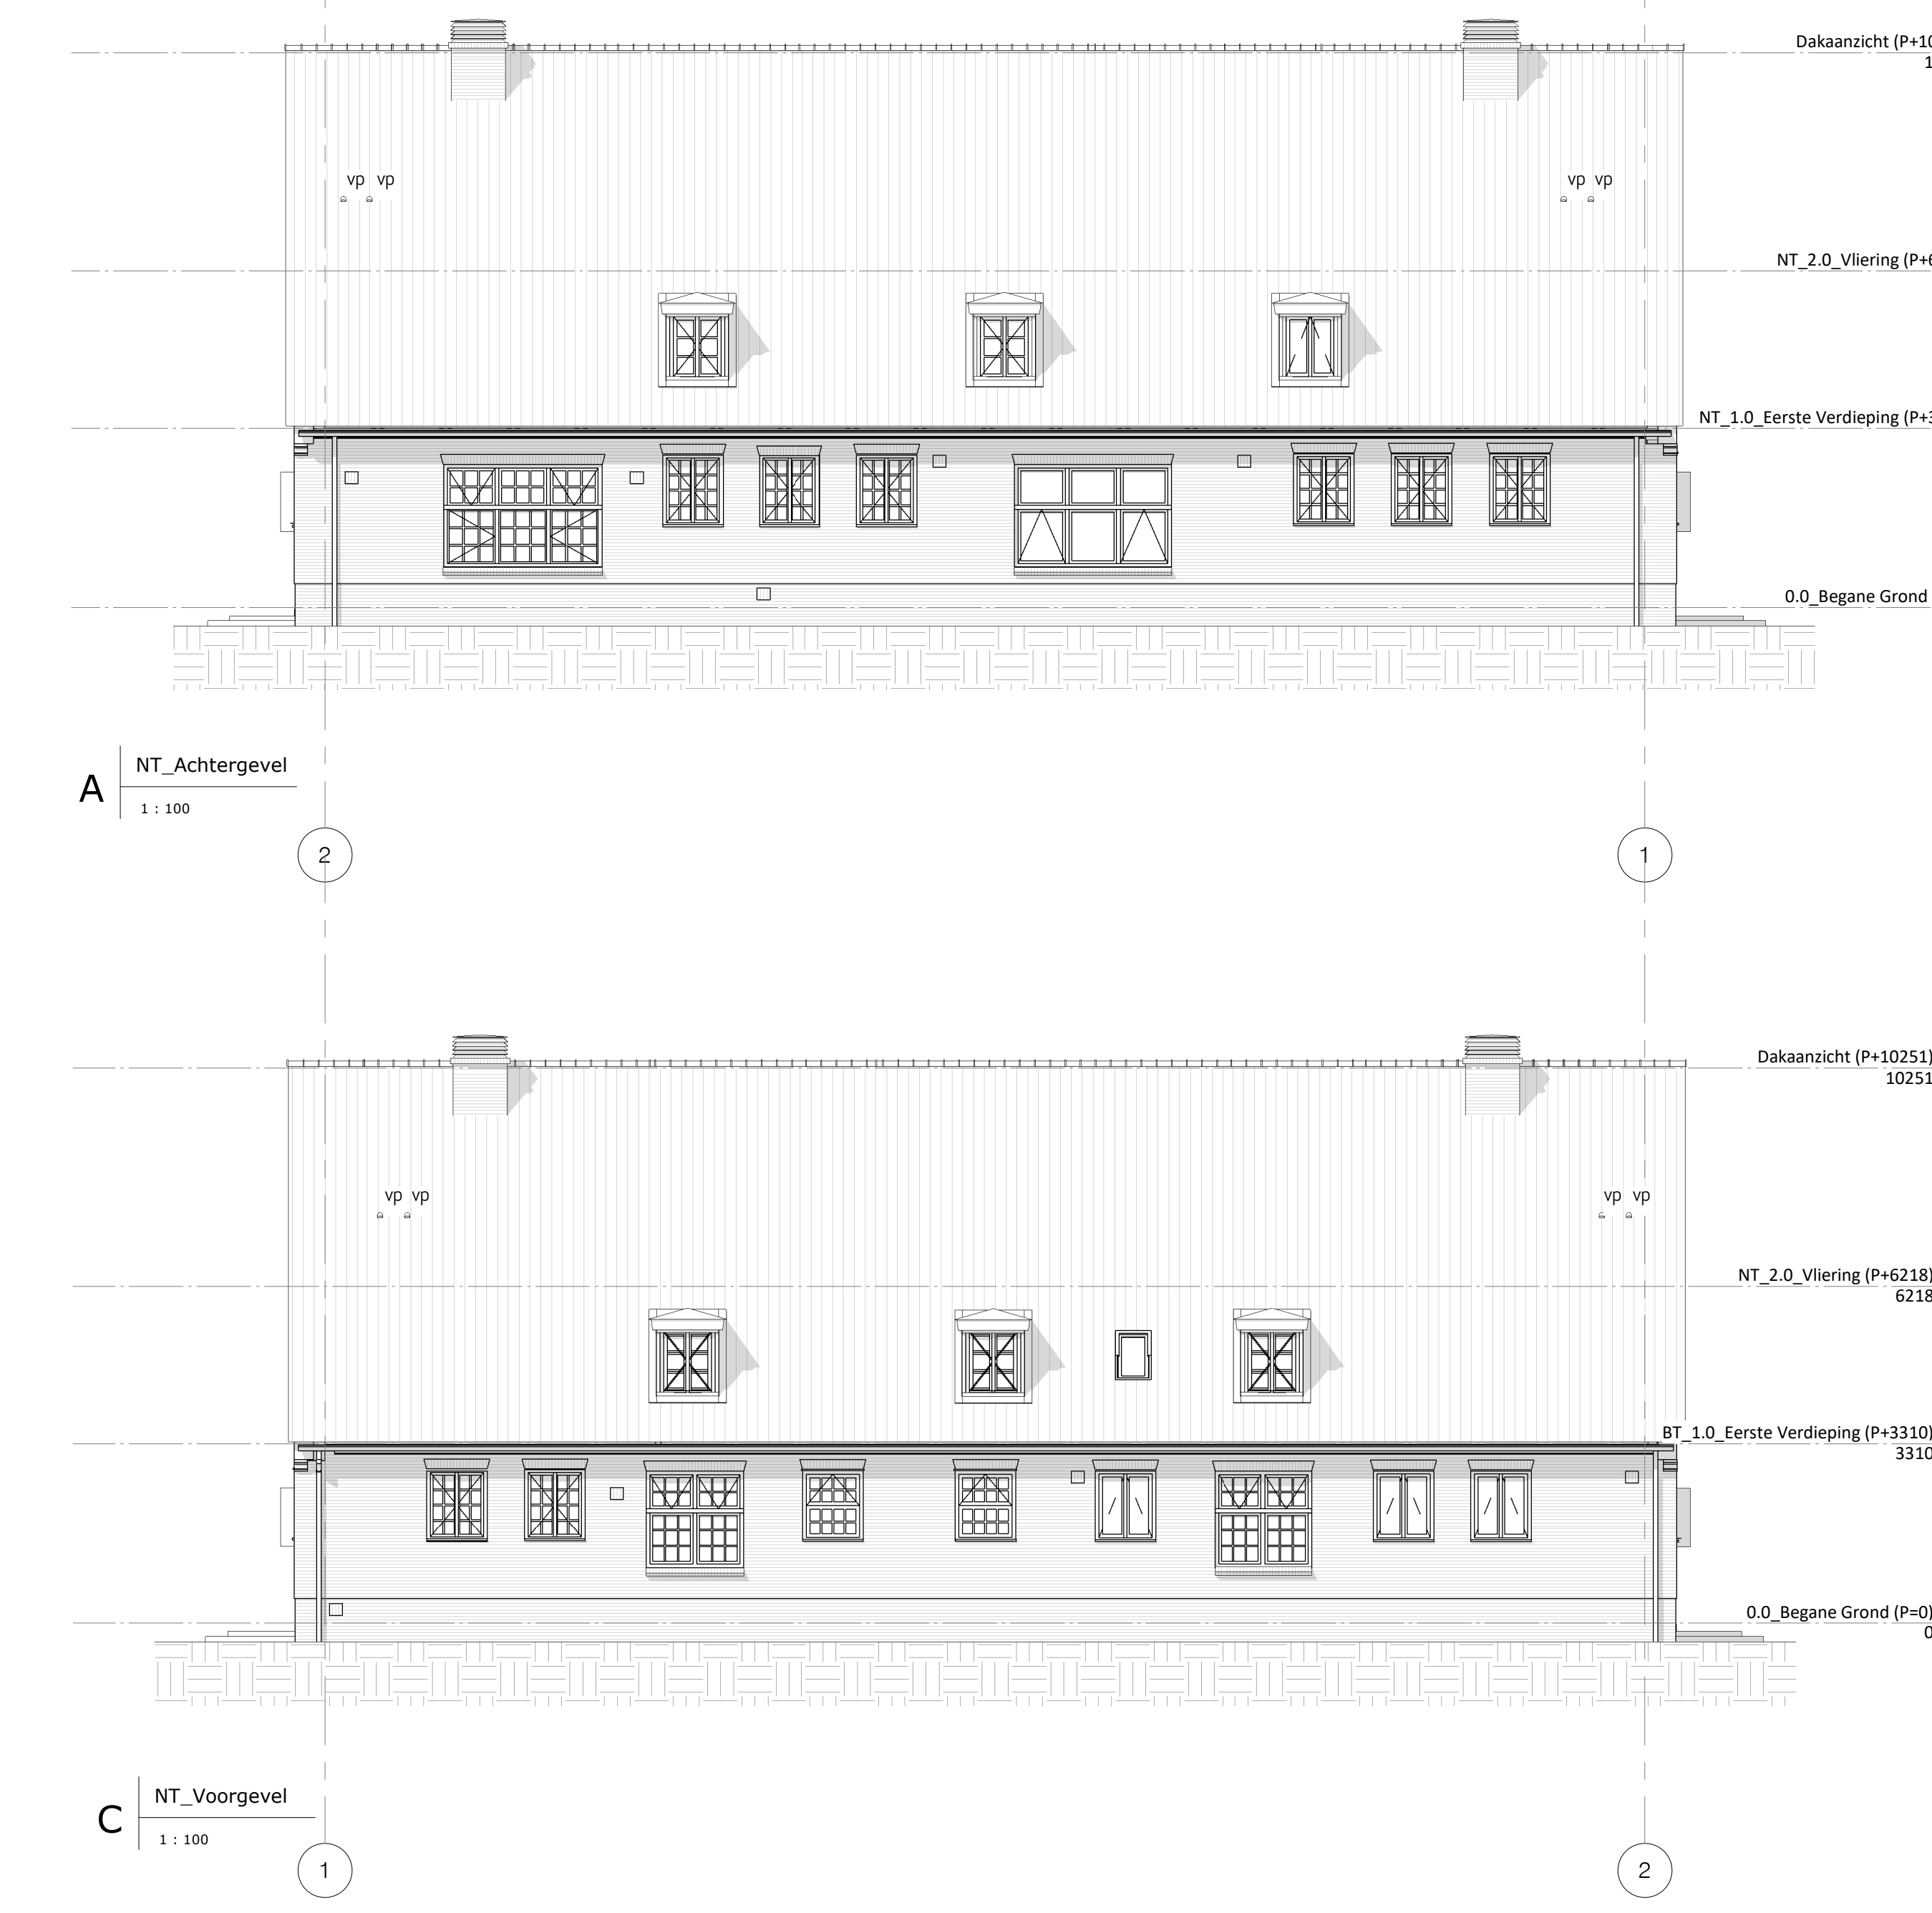 Dakaanzicht (P+10
1
vp vp
vp vp
NT_2.0_Vliering (P+6
NT_1.0_Eerste Verdieping (P+3
0.0_Begane Grond
A
NT_Achtergevel
1 : 100
2
1
Dakaanzicht (P+10251)
10251
vp vp
vp vp
NT_2.0_Vliering (P+6218)
6218
BT_1.0_Eerste Verdieping (P+3310)
3310
0.0_Begane Grond (P=0)
0
C
NT_Voorgevel
1 : 100
1
2